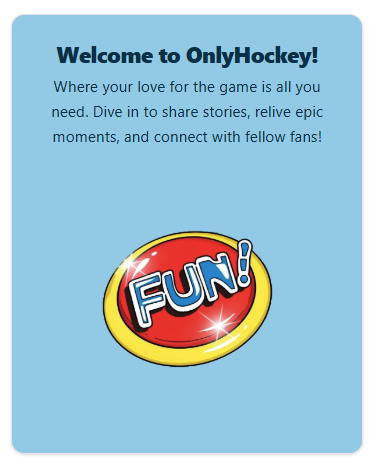 Welcome to OnlyHockey!
Where your love for the game is all you
need. Dive in to share stories, relive epic
moments, and connect with fellow fans!
FUN!